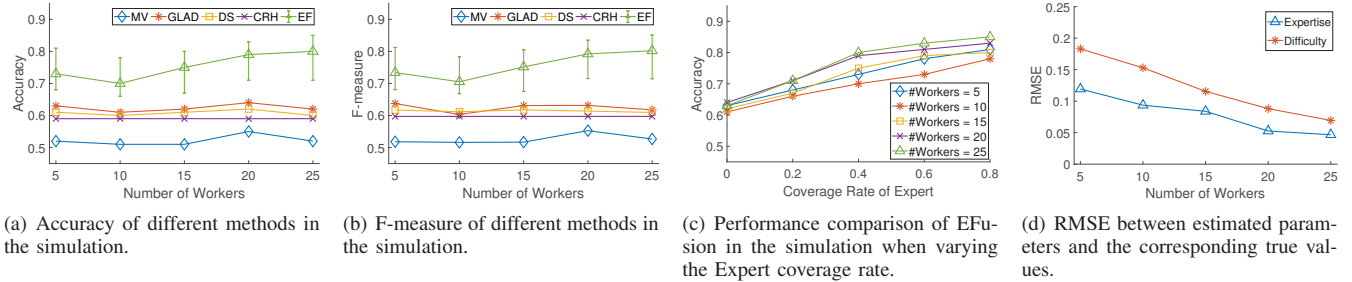 MV GLAD DS CRH EF
0.9
0.8
0.7
0.6
0.5
Accuracy
5 10 15 20 25
Number of Workers
(a) Accuracy of different methods in
the simulation.
MV GLAD DS CRH EF
0.9
0.8
0.7
0.6
0.5
F-measure
5 10 15 20 25
Number of Workers
(b) F-measure of different methods in
the simulation.
0.9
0.8
0.7
0.6
0.5
Accuracy
#Workers = 5
#Workers = 10
#Workers = 15
#Workers = 20
#Workers = 25
0 0.2 0.4 0.6 0.8
Coverage Rate of Expert
(c) Performance comparison of EFu-
sion in the simulation when varying
the Expert coverage rate.
Expertise
Difficulty
0.2
0.15
0.1
0.05
0
RMSE
5 10 15 20 25
Number of Workers
(d) RMSE between estimated param-
eters and the corresponding true val-
ues.